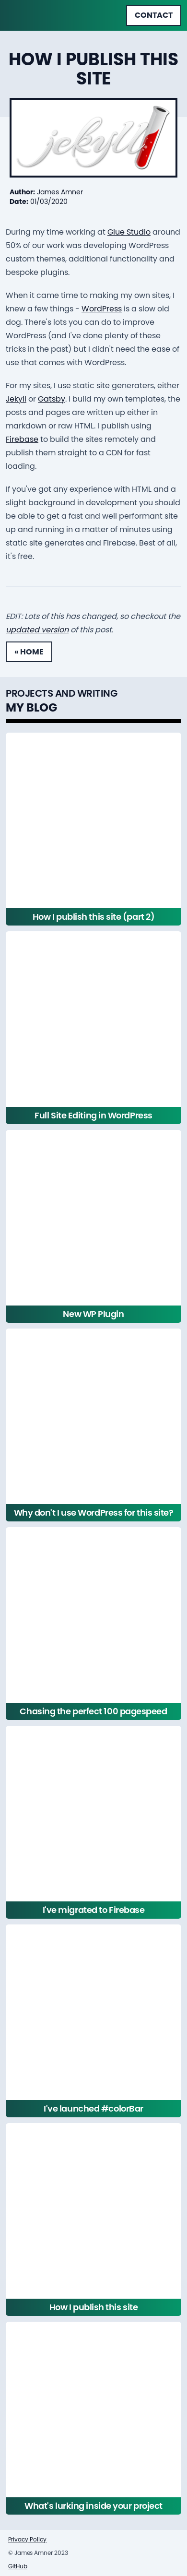 CONTACT
HOW I PUBLISH THIS
SITE
jekyll
Author: James Amner
Date: 01/03/2020
During my time working at Glue Studio around
50% of our work was developing WordPress
custom themes, additional functionality and
bespoke plugins.
When it came time to making my own sites, I
knew a few things - WordPress is a slow old
dog. There's lots you can do to improve
WordPress (and I've done plenty of these
tricks in the past) but I didn't need the ease of
use that comes with WordPress.
For my sites, I use static site generaters, either
Jekyll or Gatsby. I build my own templates, the
posts and pages are written up either in
markdown or raw HTML. I publish using
Firebase to build the sites remotely and
publish them straight to a CDN for fast
loading.
If you've got any experience with HTML and a
slight background in development you should
be able to get a fast and well performant site
up and running in a matter of minutes using
static site generates and Firebase. Best of all,
it's free.
EDIT: Lots of this has changed, so checkout the
updated version of this post.
« HOME
PROJECTS AND WRITING
MY BLOG
How I publish this site (part 2)
Full Site Editing in WordPress
New WP Plugin
Why don't I use WordPress for this site?
Chasing the perfect 100 pagespeed
I've migrated to Firebase
I've launched #colorBar
How I publish this site
What's lurking inside your project
Privacy Policy
© James Amner 2023
GitHub